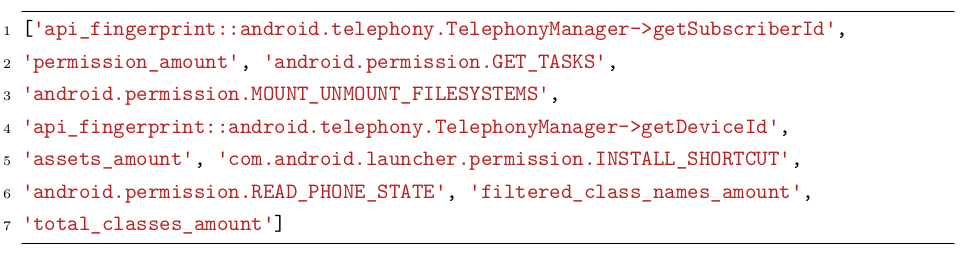 1 ['api_fingerprint::android.telephony.TelephonyManager->getSubscriberId',
2 'permission_amount', 'android.permission.GET_TASKS',
3 'android.permission.MOUNT_UNMOUNT_FILESYSTEMS',
4 'api_fingerprint::android.telephony.TelephonyManager->getDeviceId',
5 'assets_amount', 'com.android.launcher.permission.INSTALL_SHORTCUT',
6 'android.permission.READ_PHONE_STATE', 'filtered_class_names_amount',
7 'total_classes_amount']